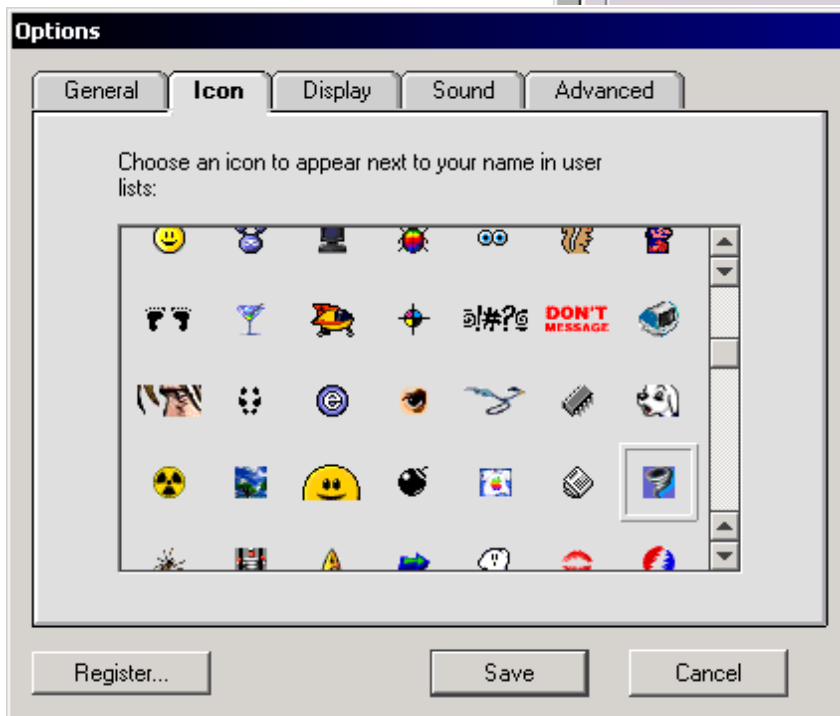 Options
General Icon Display Sound Advanced
Choose an icon to appear next to your name in user
lists:
@!#?@
DON'T
MESSAGE
Register... Save Cancel